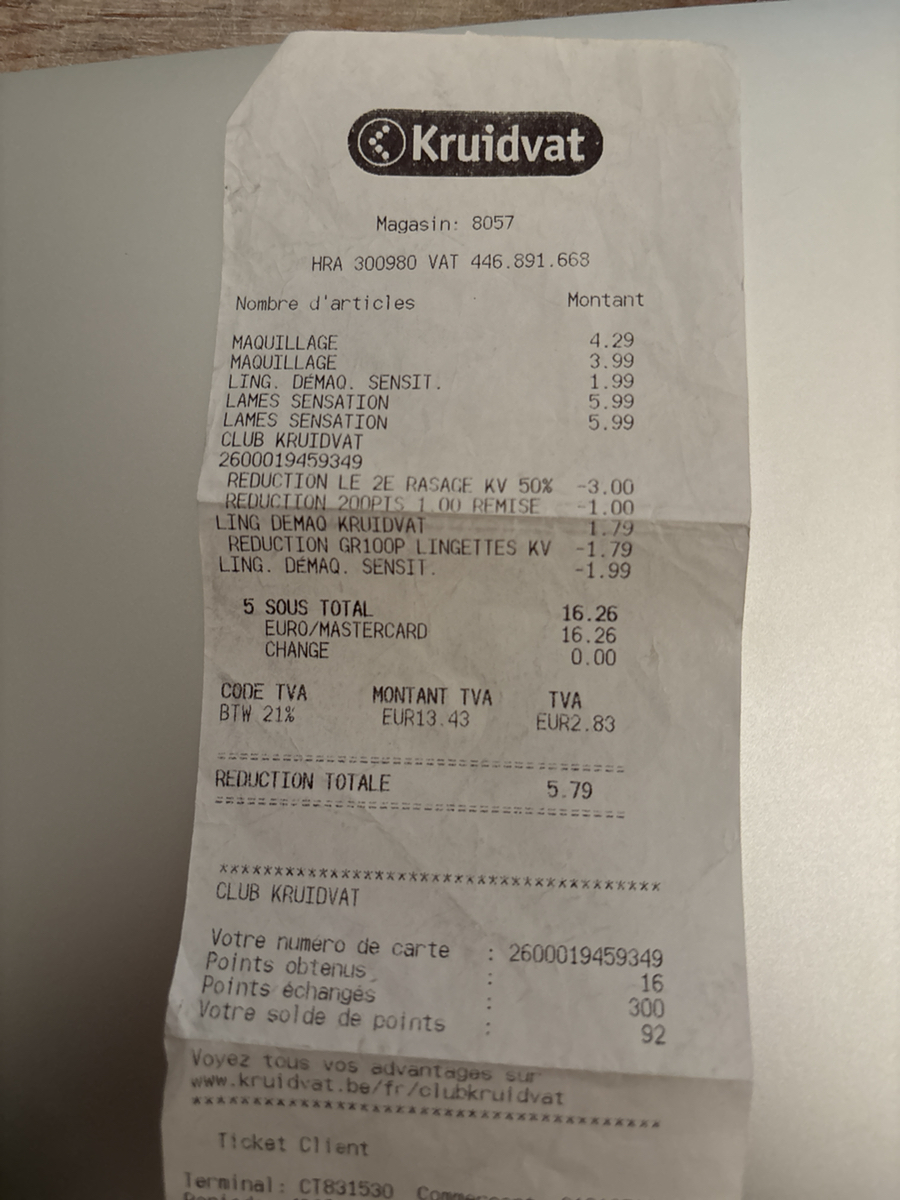 Kruidvat
Magasin: 8057
HRA 300980 VAT 446.891.668
Nombre d'articles Montant
MAQUILLAGE 4.29
MAQUILLAGE 3.99
LING. DÉMAQ. SENSIT. 1.99
LAMES SENSATION 5.99
LAMES SENSATION 5.99
CLUB KRUIDVAT
2600019459349
REDUCTION LE 2E RASAGE KV 50% -3.00
REDUCTION 200PTS 1.00 REMISE -1.00
LING DEMAQ KRUIDVAT 1.79
REDUCTION GR100P LINGETTES KV -1.79
LING. DÉMAQ. SENSIT. -1.99
5 SOUS TOTAL 16.26
EURO/MASTERCARD 16.26
CHANGE 0.00
CODE TVA MONTANT TVA TVA
BTW 21% EUR13.43 EUR2.83
REDUCTION TOTALE 5.79
CLUB KRUIDVAT
Votre numéro de carte : 2600019459349
Points obtenus : 16
Points échangés : 300
Votre solde de points : 92
Voyez tous vos advantages sur
www.kruidvat.be/fr/clubkruidvat
Ticket Client
Terminal: CT831530